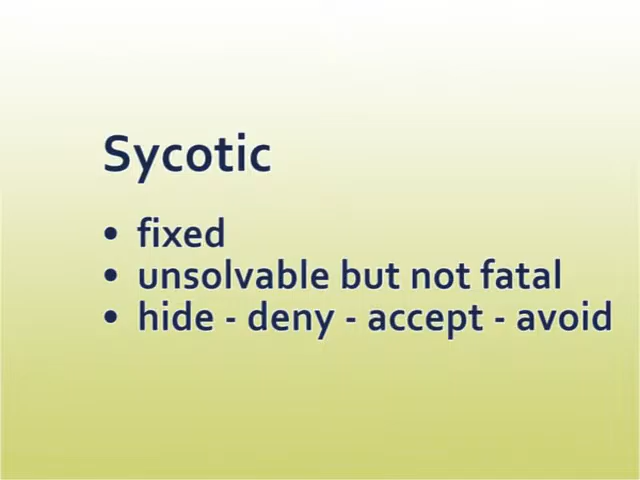 Sycotic
• fixed
• unsolvable but not fatal
• hide - deny - accept - avoid